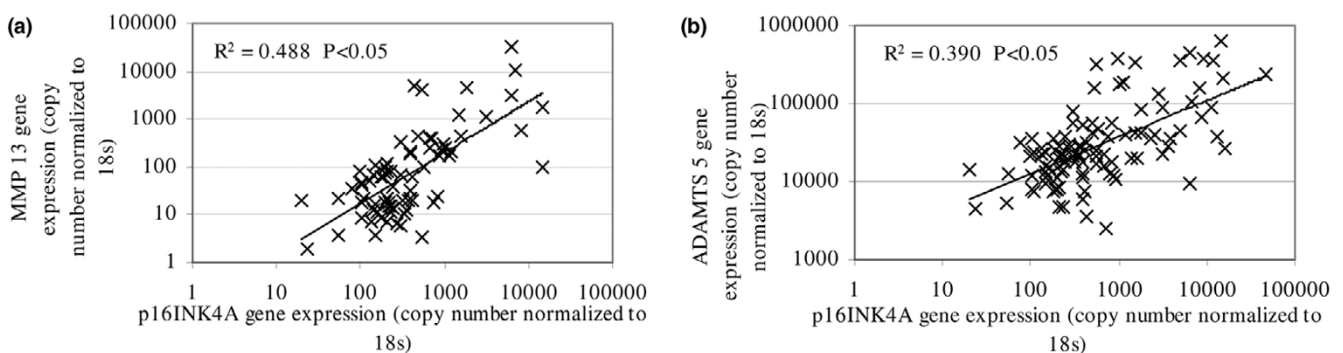 (a)
MMP 13 gene
expression (copy
number normalized to
18s)
R² = 0.488 P<0.05
100000
10000
1000
100
10
1
1 10 100 1000 10000 100000
p16INK4A gene expression (copy number normalized to
18s)
(b)
ADAMTS 5 gene
expression (copy number
normalized to 18s)
R² = 0.390 P<0.05
1000000
100000
10000
1000
1 10 100 1000 10000 100000
p16INK4A gene expression (copy number normalized to
18s)